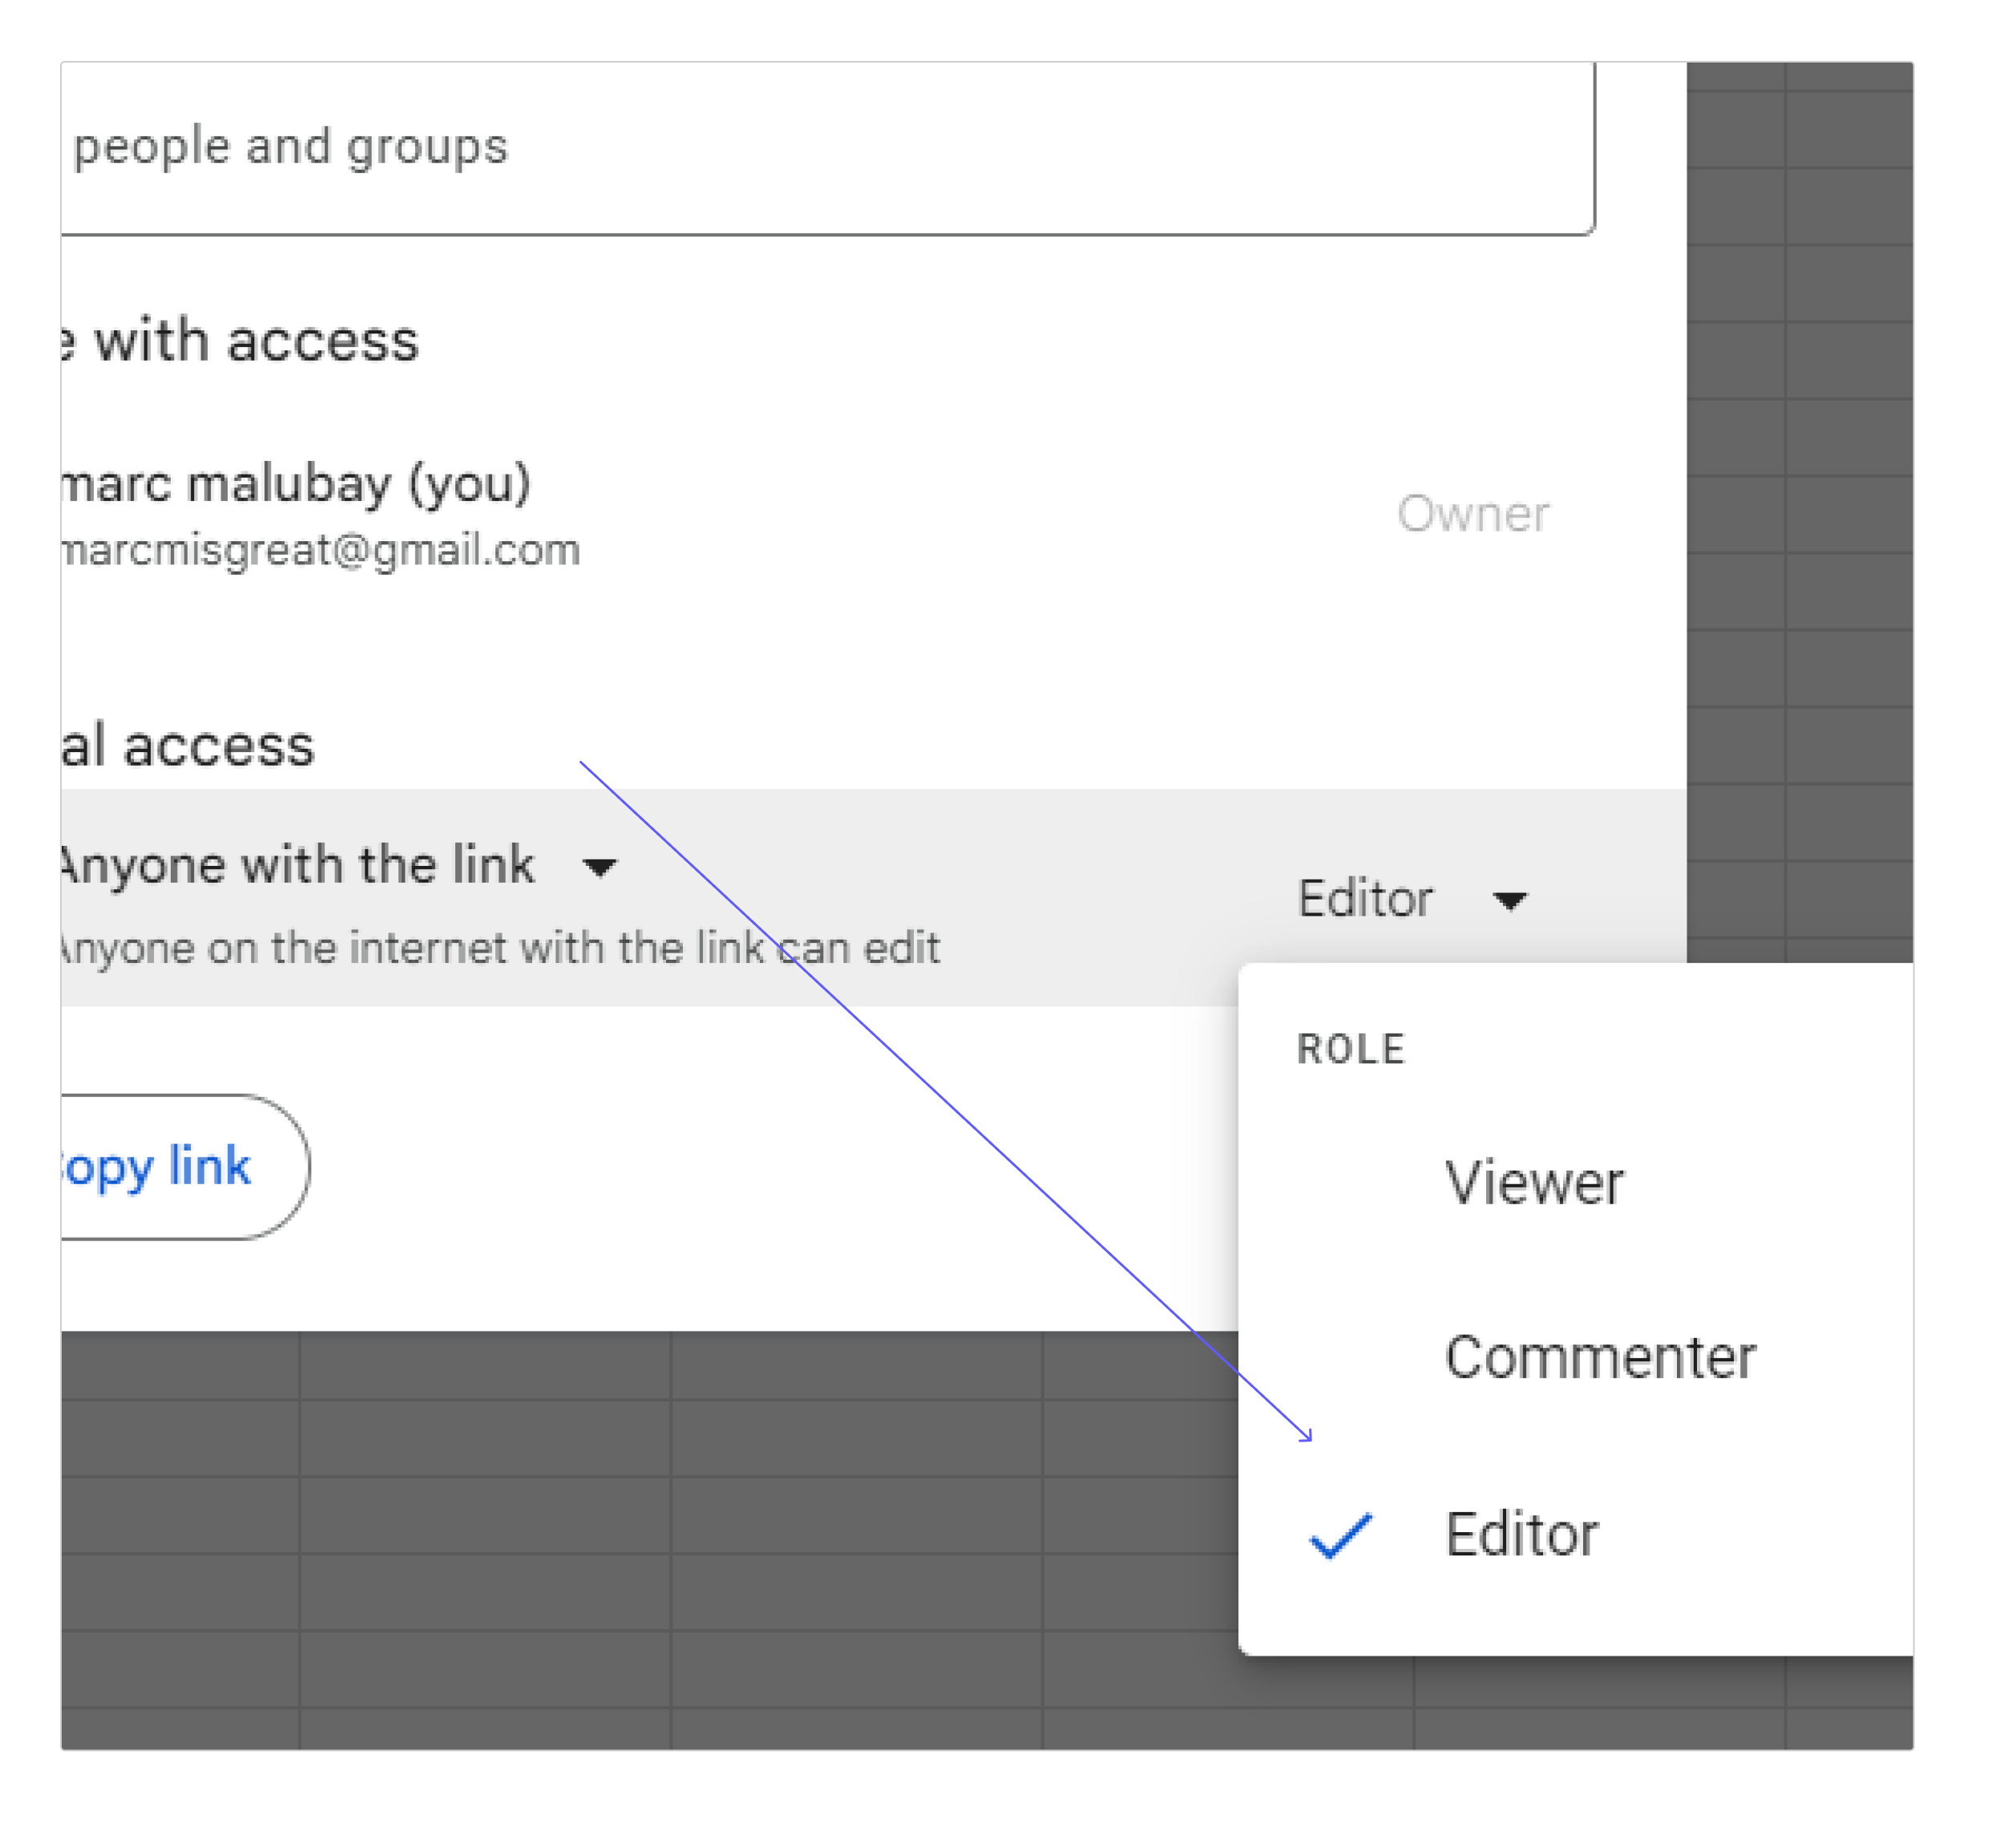 people and groups
e with access
marc malubay (you)
marcmisgreat@gmail.com
Owner
al access
Anyone with the link
Editor
Anyone on the internet with the link can edit
ROLE
Copy link
Viewer
Commenter
Editor